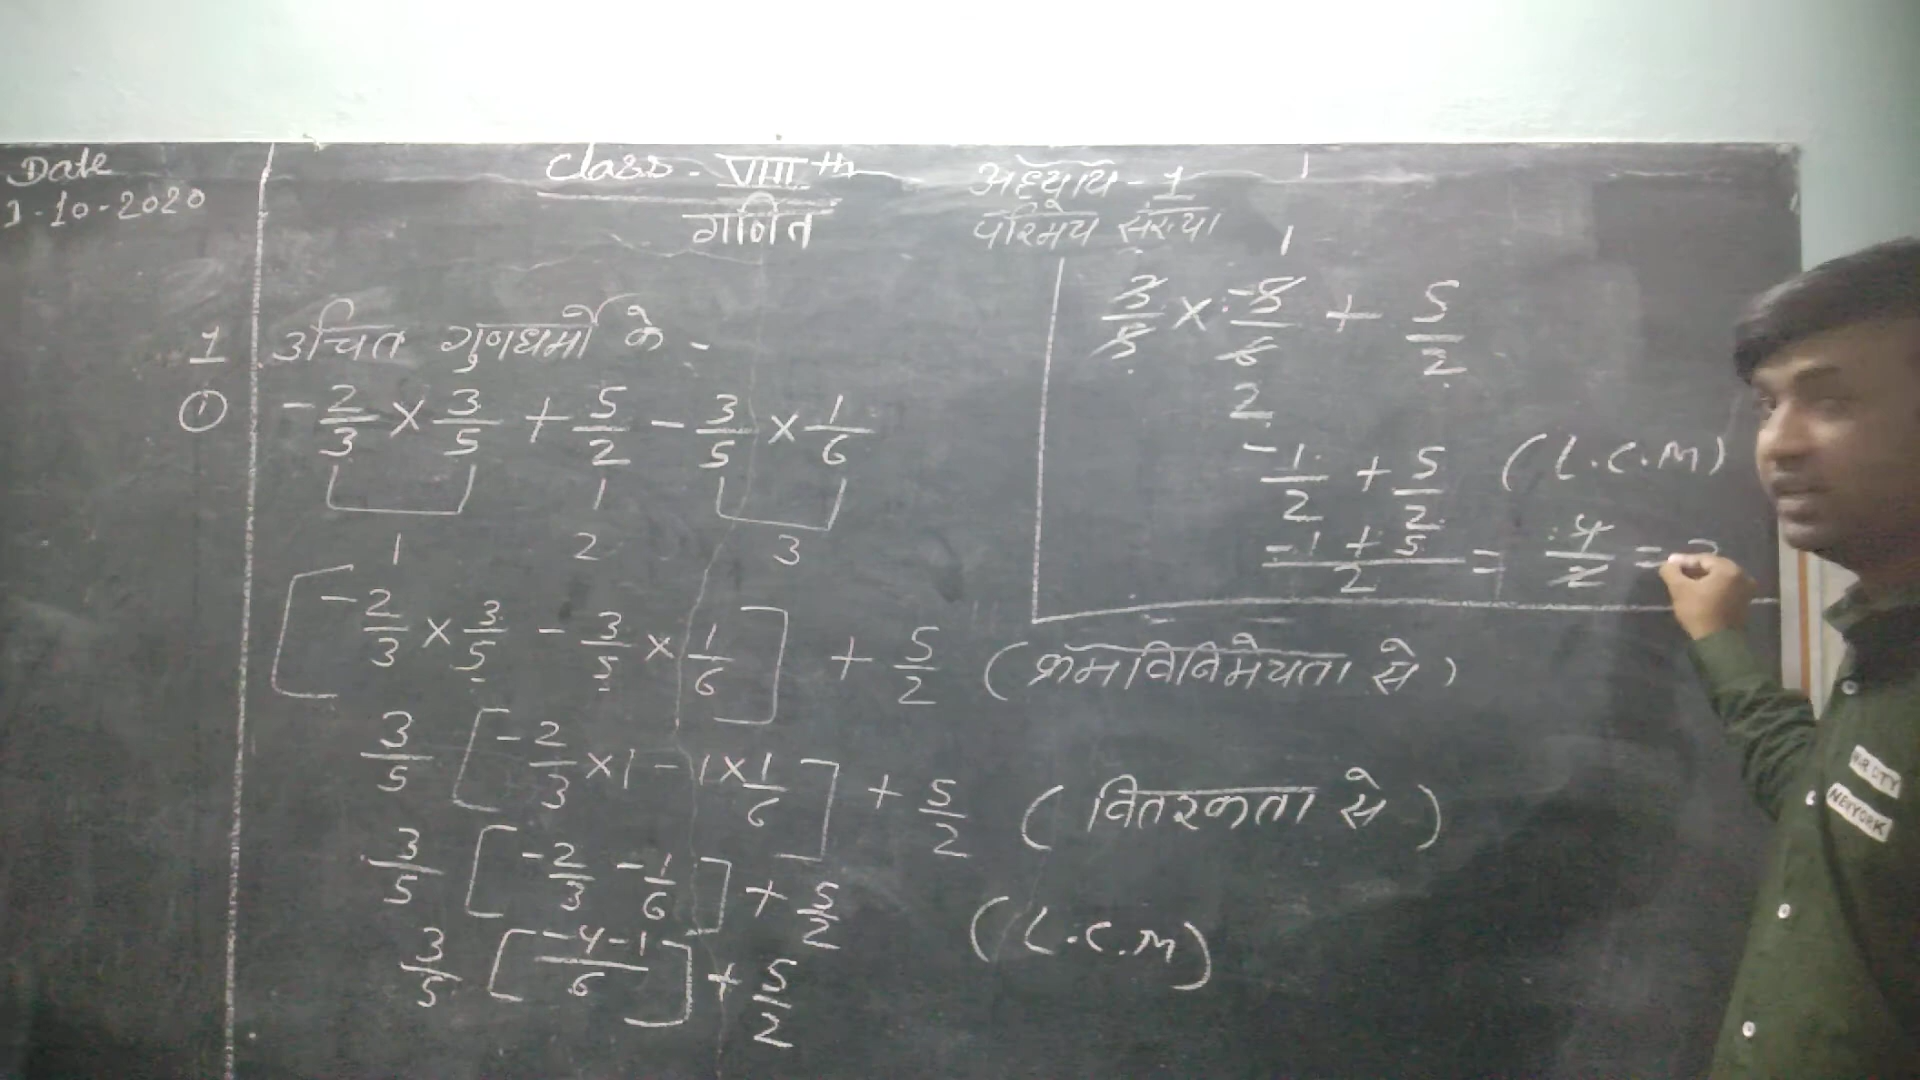 Date
1-10-2020
Class - VIII th
गणित
अध्याय - 1
परिमेय संख्या
1 उचित गुणधर्मो के -
① -2/3 × 3/5 + 5/2 - 3/5 × 1/6
1 2 3
[-2/3 × 3/5 - 3/5 × 1/6] + 5/2 (क्रमविनिमेयता से)
3/5 [-2/3 × 1 - 1 × 1/6] + 5/2 (वितरकता से)
3/5 [-2/3 - 1/6] + 5/2
3/5 [-4-1/6] + 5/2 (L.C.M)
1
1
3/5 × -5/6 + 5/2
2
-1/2 + 5/2 (L.C.M)
-1+5/2 = 4/2 =
URCITY
NEWYORK